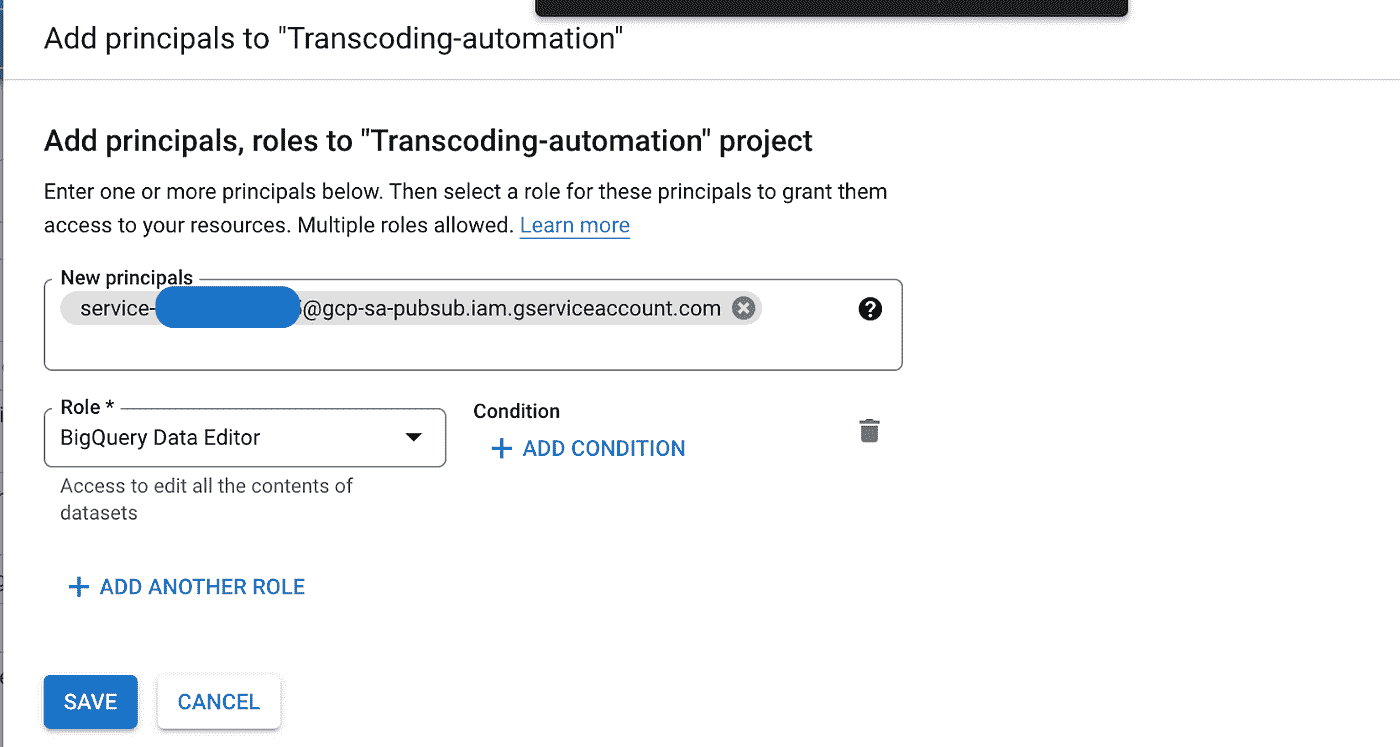 Add principals to "Transcoding-automation"
Add principals, roles to "Transcoding-automation" project
Enter one or more principals below. Then select a role for these principals to grant them
access to your resources. Multiple roles allowed. Learn more
New principals
service- @gcp-sa-pubsub.iam.gserviceaccount.com
Role *
Condition
BigQuery Data Editor
ADD CONDITION
Access to edit all the contents of
datasets
ADD ANOTHER ROLE
SAVE CANCEL